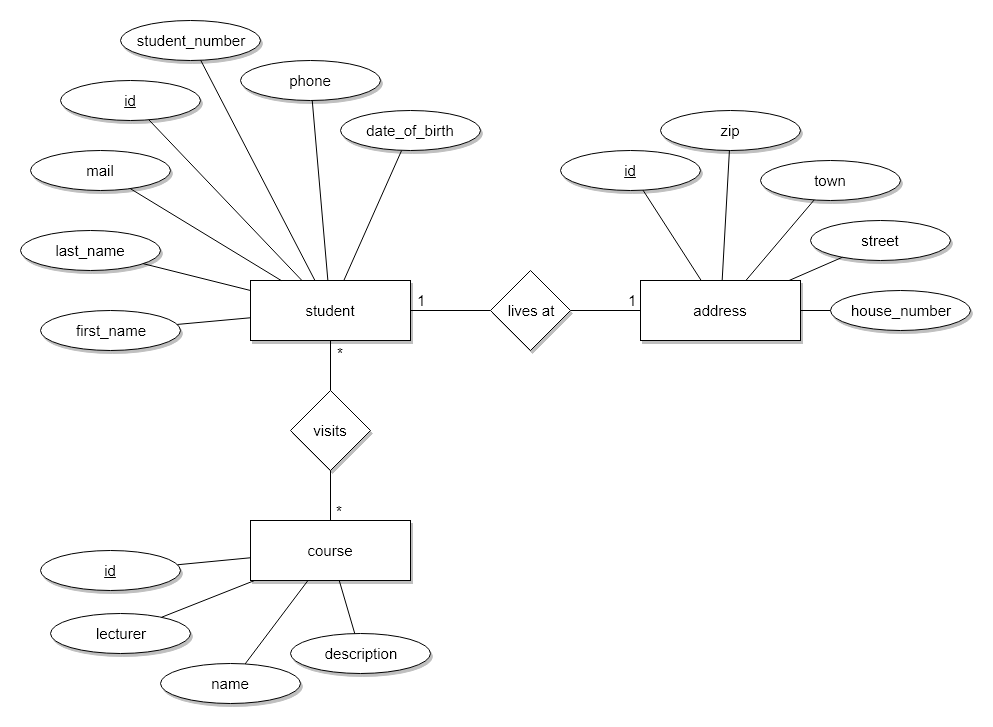 student_number
phone
id
date_of_birth
zip
mail
id
town
last_name
street
student
1
lives at
1
address
house_number
first_name
*
visits
*
course
id
lecturer
description
name